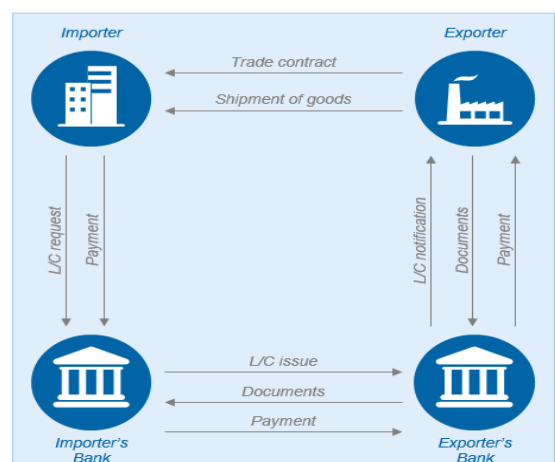 Importer
Exporter
Trade contract
Shipment of goods
L/C request
Payment
L/C notification
Documents
Payment
L/C issue
Documents
Payment
Importer's
Bank
Exporter's
Bank